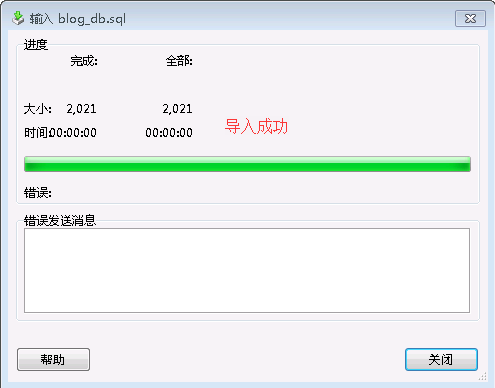 输入 blog_db.sql
进度
完成: 全部:
大小: 2,021 2,021
导入成功
时间:00:00:00 00:00:00
错误:
错误发送消息
帮助 关闭